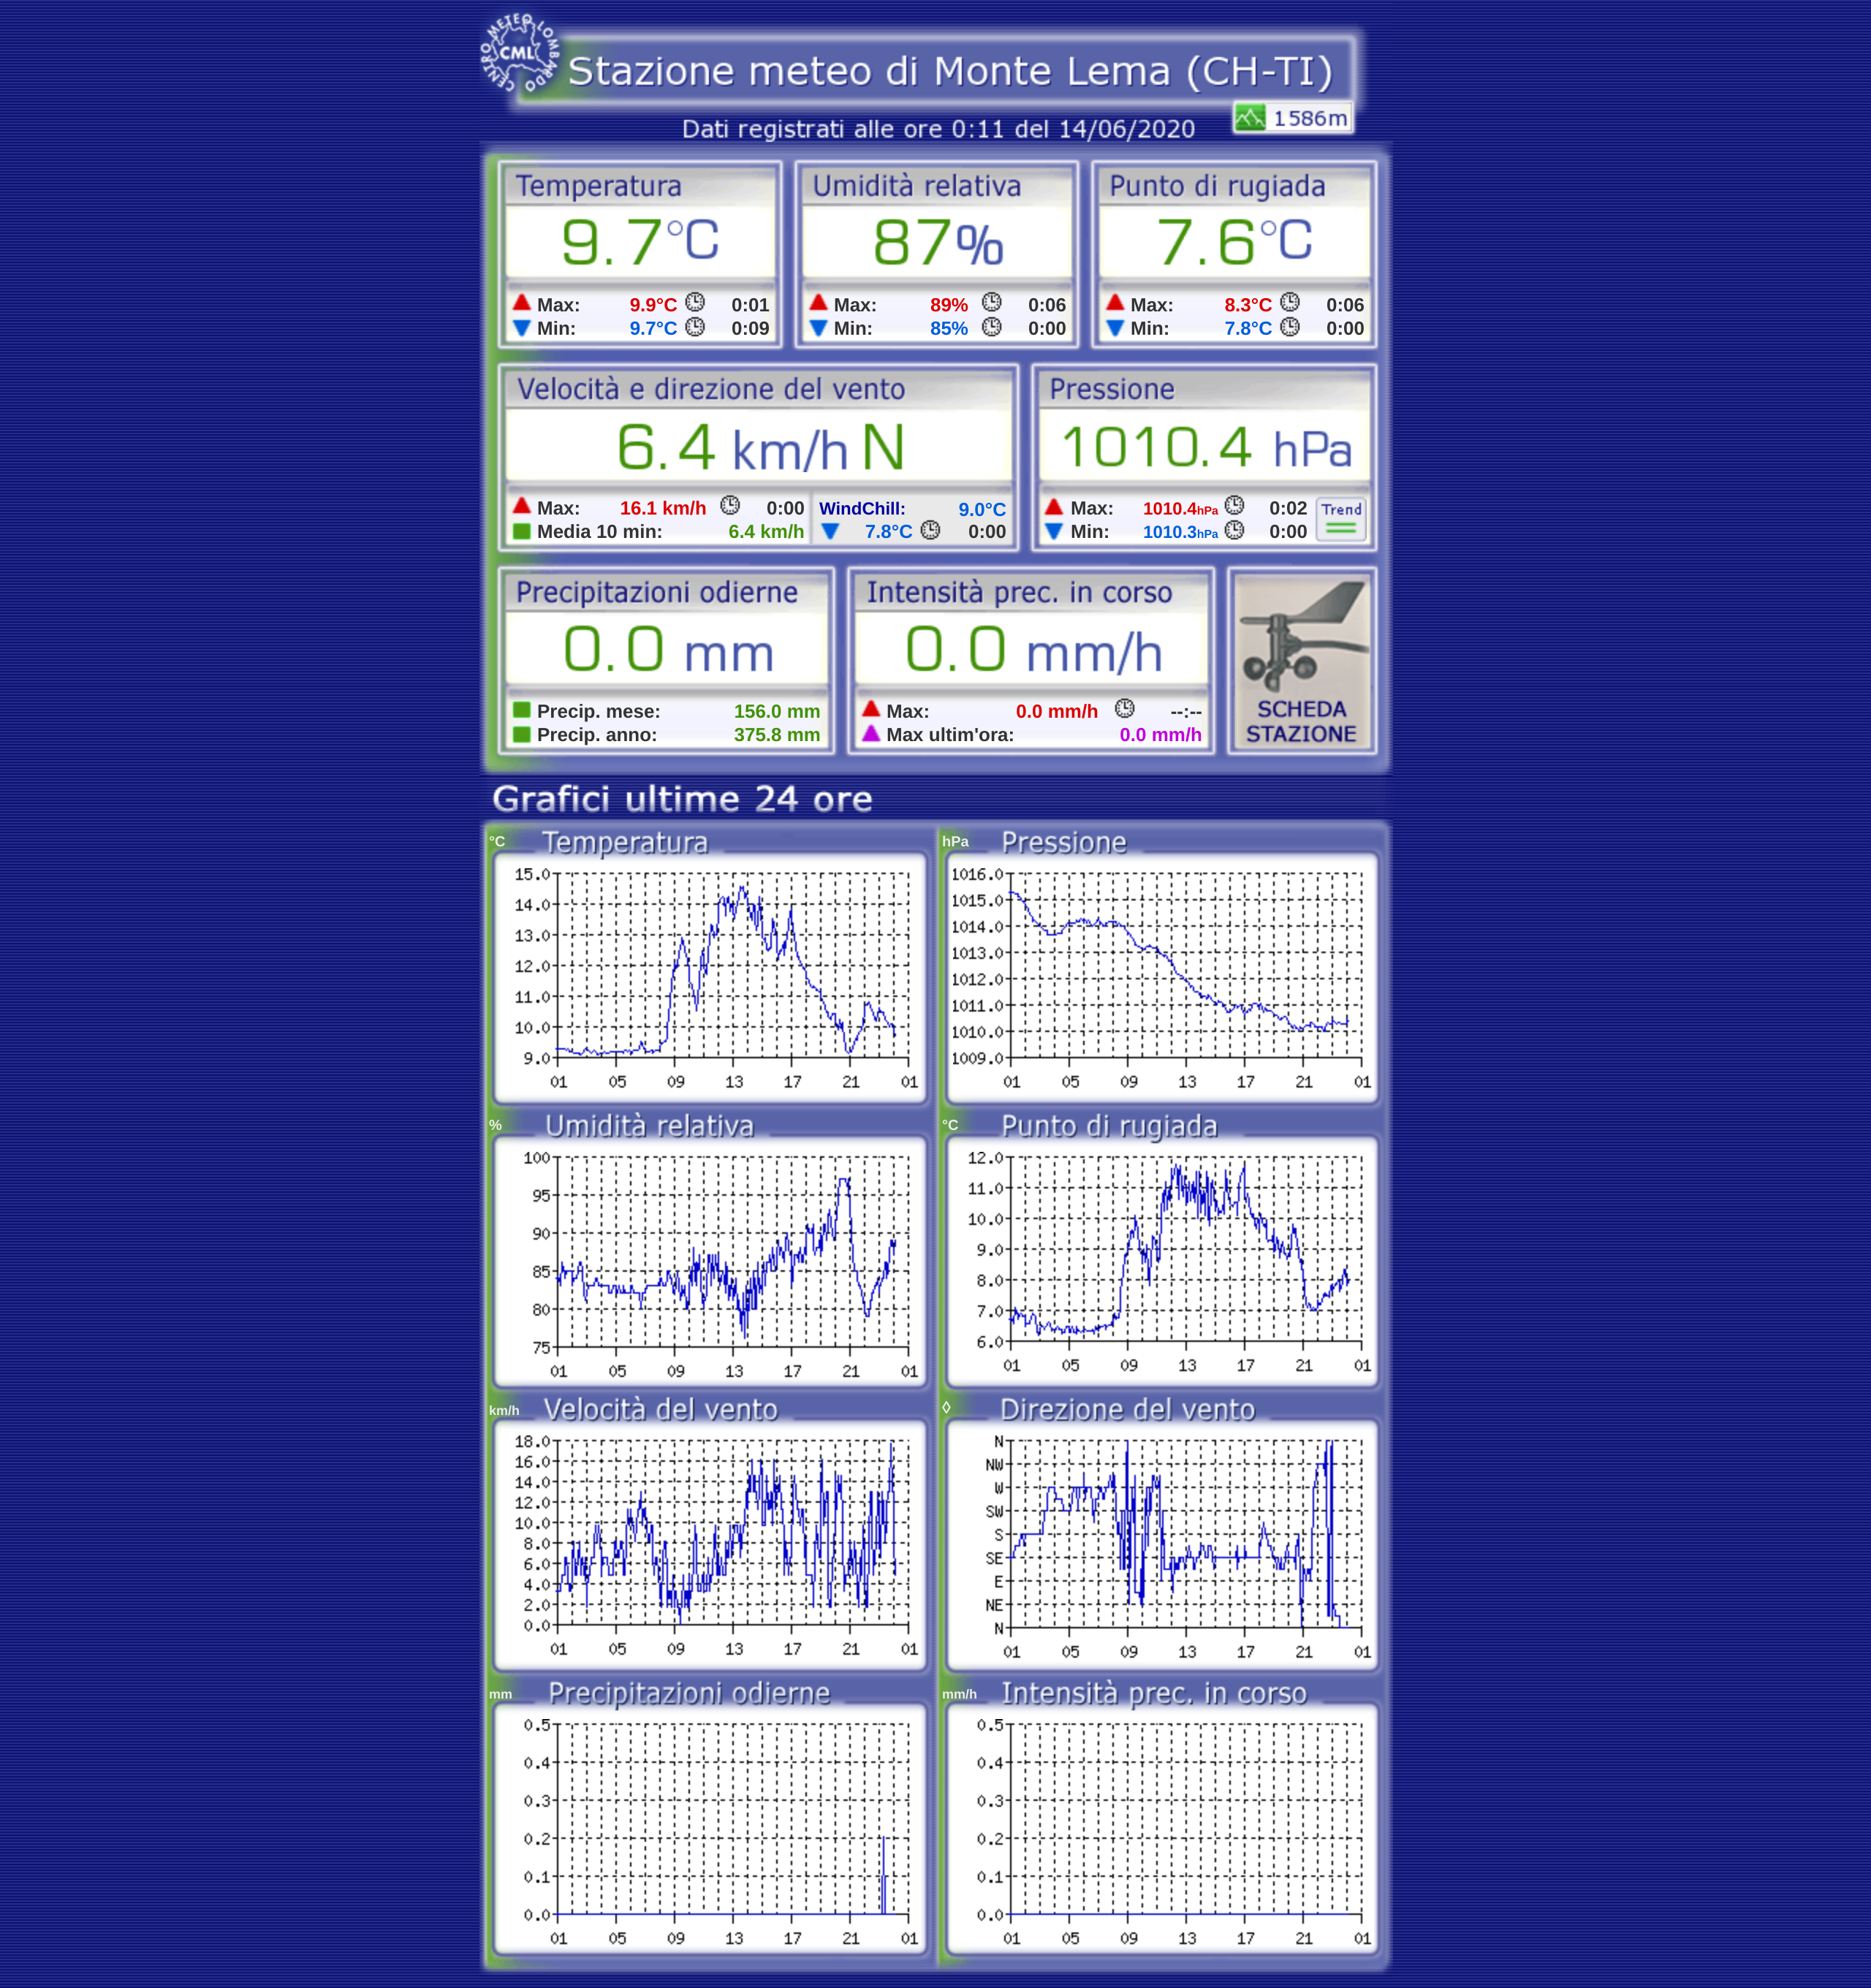 CENTRO METEO LOMBARDO
CML
Stazione meteo di Monte Lema (CH-TI)
1586m
Dati registrati alle ore 0:11 del 14/06/2020
Temperatura Umidità relativa Punto di rugiada
9.7°C 87% 7.6°C
Max: 9.9°C 0:01 Max: 89% 0:06 Max: 8.3°C 0:06
Min: 9.7°C 0:09 Min: 85% 0:00 Min: 7.8°C 0:00
Velocità e direzione del vento Pressione
6.4 km/h N 1010.4 hPa
Max: 16.1 km/h 0:00 WindChill: 9.0°C Max: 1010.4hPa 0:02 Trend
Media 10 min: 6.4 km/h 7.8°C 0:00 Min: 1010.3hPa 0:00
Precipitazioni odierne Intensità prec. in corso
0.0 mm 0.0 mm/h
Precip. mese: 156.0 mm Max: 0.0 mm/h --:-- SCHEDA
Precip. anno: 375.8 mm Max ultim'ora: 0.0 mm/h STAZIONE
Grafici ultime 24 ore
°C Temperatura
15.0
14.0
13.0
12.0
11.0
10.0
9.0
01 05 09 13 17 21 01
hPa Pressione
1016.0
1015.0
1014.0
1013.0
1012.0
1011.0
1010.0
1009.0
01 05 09 13 17 21 01
% Umidità relativa
100
95
90
85
80
75
01 05 09 13 17 21 01
°C Punto di rugiada
12.0
11.0
10.0
9.0
8.0
7.0
6.0
01 05 09 13 17 21 01
km/h Velocità del vento
18.0
16.0
14.0
12.0
10.0
8.0
6.0
4.0
2.0
0.0
01 05 09 13 17 21 01
◊ Direzione del vento
N
NW
W
SW
S
SE
E
NE
N
01 05 09 13 17 21 01
mm Precipitazioni odierne
0.5
0.4
0.3
0.2
0.1
0.0
01 05 09 13 17 21 01
mm/h Intensità prec. in corso
0.5
0.4
0.3
0.2
0.1
0.0
01 05 09 13 17 21 01